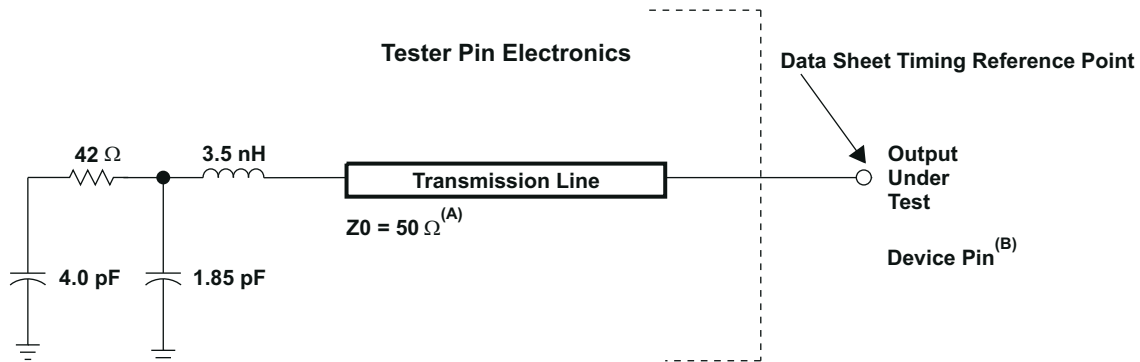 Tester Pin Electronics
Data Sheet Timing Reference Point
42 Ω
3.5 nH
Transmission Line
Output
Under
Test
Z0 = 50 Ω(A)
Device Pin(B)
4.0 pF
1.85 pF